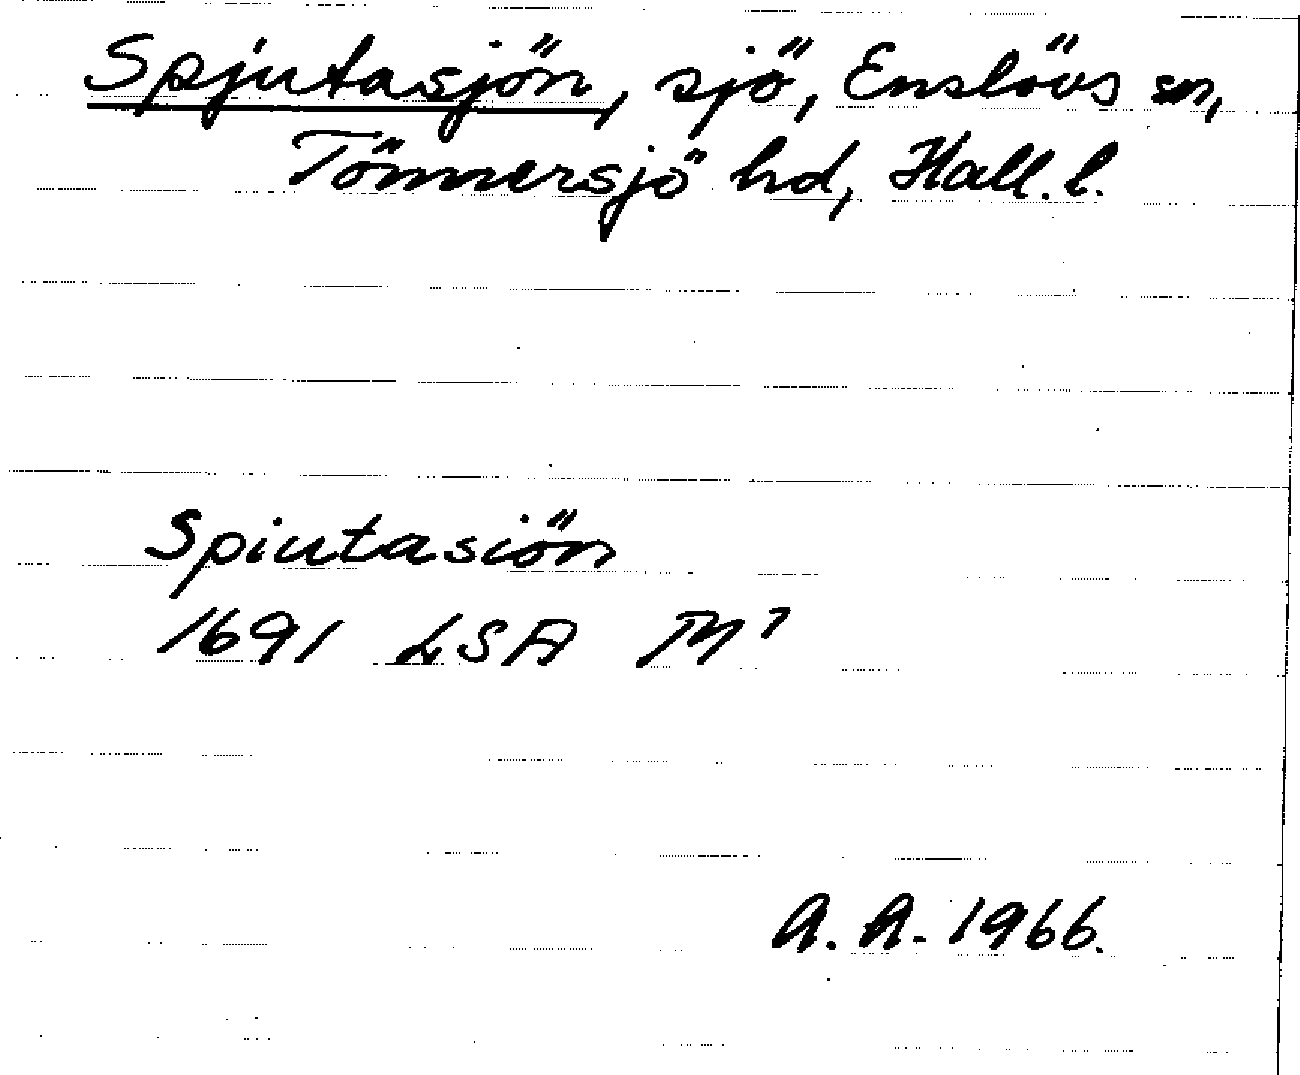 Spjutasjön, sjö, Enslövs sn,
Tönnersjö hd, Hall. l.
Spiutasiön
1691 LSA M⁷
A. A. 1966.